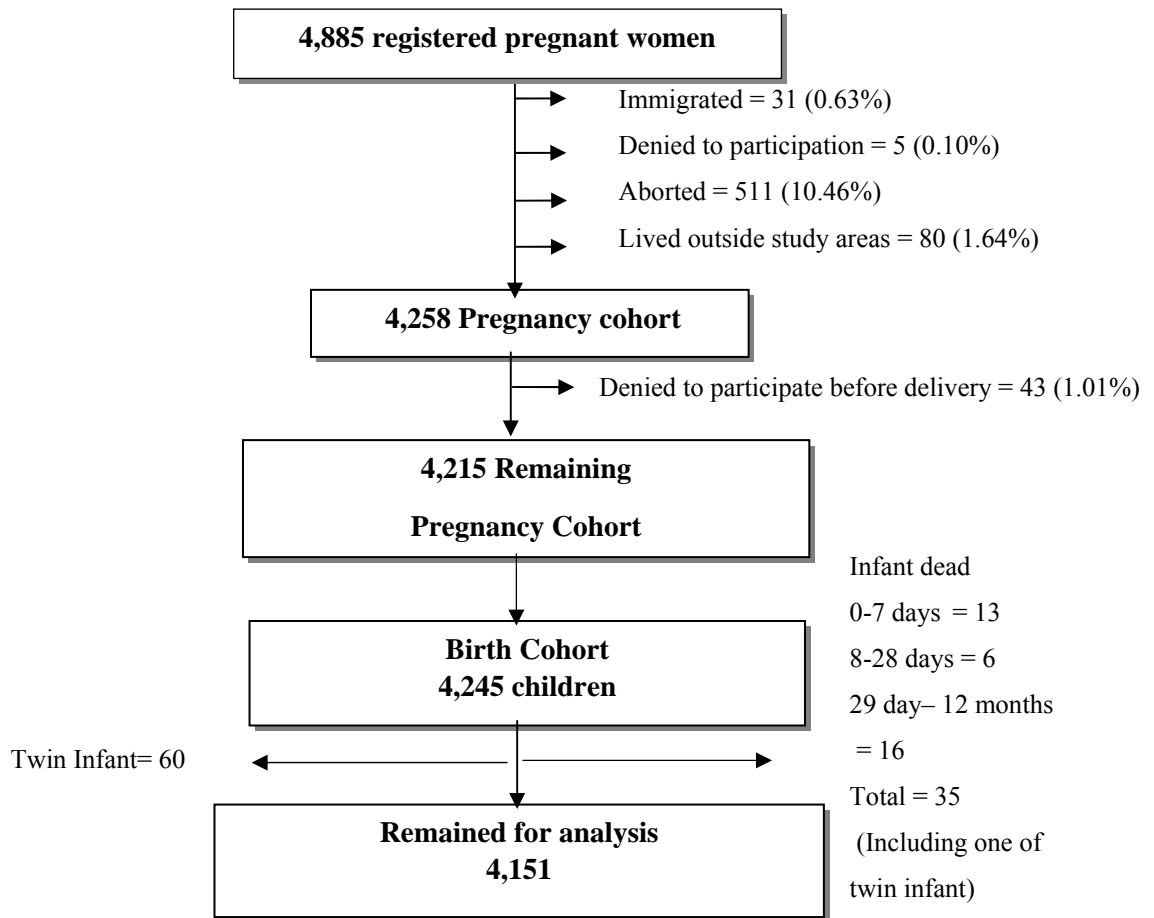 4,885 registered pregnant women
Immigrated = 31 (0.63%)
Denied to participation = 5 (0.10%)
Aborted = 511 (10.46%)
Lived outside study areas = 80 (1.64%)
4,258 Pregnancy cohort
Denied to participate before delivery = 43 (1.01%)
4,215 Remaining
Pregnancy Cohort
Birth Cohort
4,245 children
Infant dead
0-7 days  = 13
8-28 days = 6
29 day– 12 months
= 16
Total = 35
(Including one of
twin infant)
Twin Infant= 60
Remained for analysis
4,151